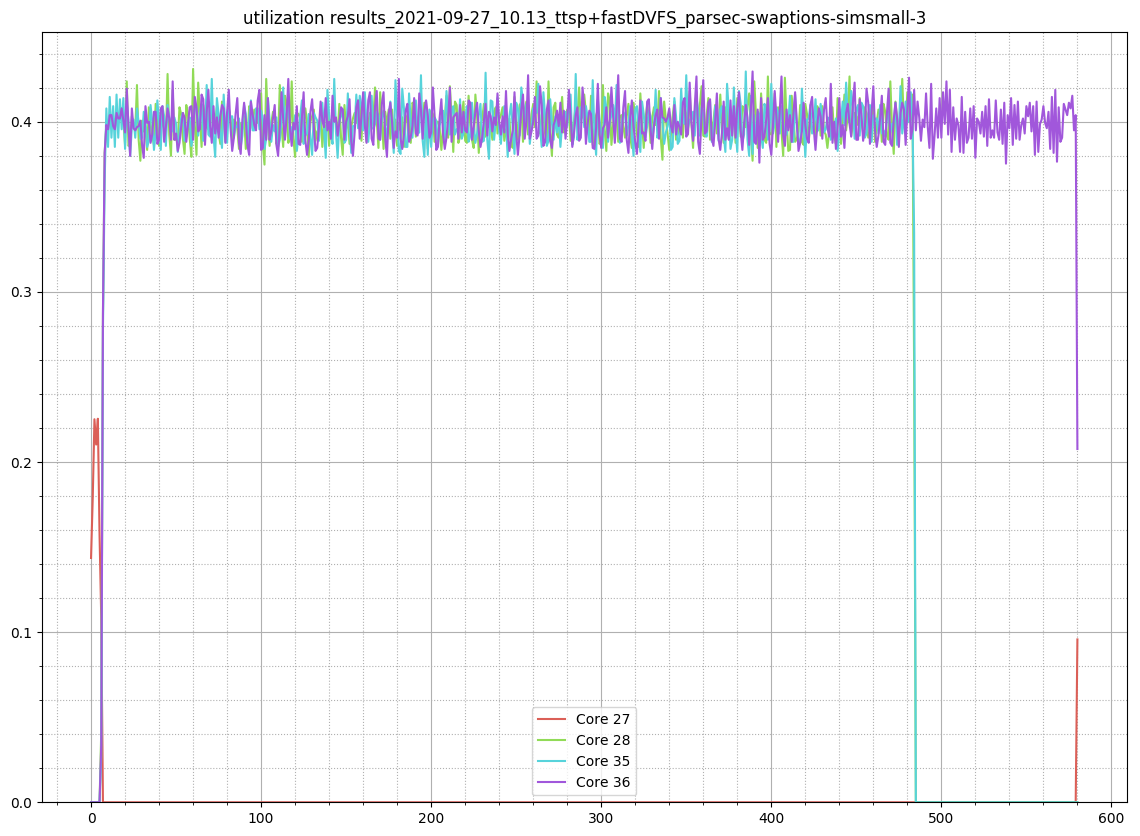 utilization results_2021-09-27_10.13_ttsp+fastDVFS_parsec-swaptions-simsmall-3
0.4
0.3
0.2
0.1
0.0
Core 27
Core 28
Core 35
Core 36
0 100 200 300 400 500 600